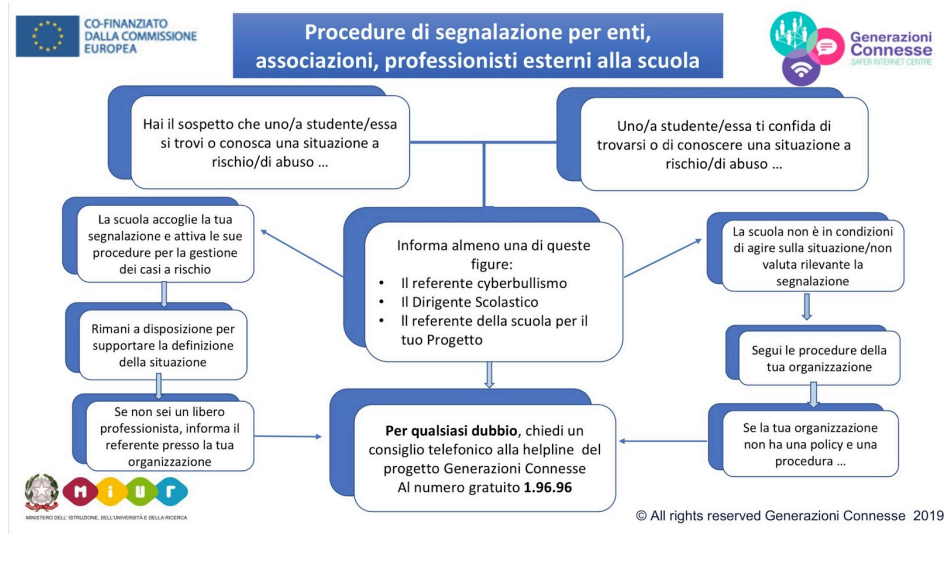 CO-FINANZIATO
DALLA COMMISSIONE
EUROPEA
Procedure di segnalazione per enti,
associazioni, professionisti esterni alla scuola
Generazioni
Connesse
SAFER INTERNET CENTRE
Hai il sospetto che uno/a studente/essa
si trovi o conosca una situazione a
rischio/di abuso ...
Uno/a studente/essa ti confida di
trovarsi o di conoscere una situazione a
rischio/di abuso ...
La scuola accoglie la tua
segnalazione e attiva le sue
procedure per la gestione
dei casi a rischio
Informa almeno una di queste
figure:
• Il referente cyberbullismo
• Il Dirigente Scolastico
• Il referente della scuola per il
tuo Progetto
La scuola non è in condizioni
di agire sulla situazione/non
valuta rilevante la
segnalazione
Rimani a disposizione per
supportare la definizione
della situazione
Segui le procedure della
tua organizzazione
Se non sei un libero
professionista, informa il
referente presso la tua
organizzazione
Per qualsiasi dubbio, chiedi un
consiglio telefonico alla helpline del
progetto Generazioni Connesse
Al numero gratuito 1.96.96
Se la tua organizzazione
non ha una policy e una
procedura ...
MIUR
MINISTERO DELL' ISTRUZIONE, DELL'UNIVERSITÀ E DELLA RICERCA
© All rights reserved Generazioni Connesse 2019